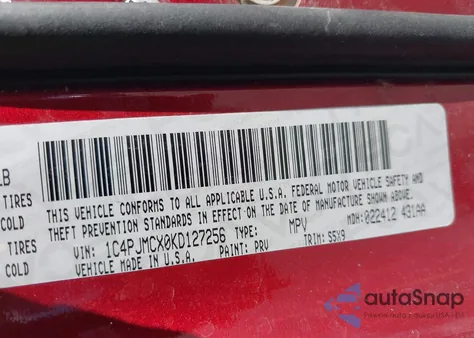 LB
TIRES
COLD
TIRES
COLD
THIS VEHICLE CONFORMS TO ALL APPLICABLE U.S.A. FEDERAL MOTOR VEHICLE SAFETY AND
THEFT PREVENTION STANDARDS IN EFFECT ON THE DATE OF MANUFACTURE SHOWN ABOVE.
VIN: 1C4PJMCX0KD127256 TYPE: MPV MDH: 022412 431AA
VEHICLE MADE IN U.S.A. PAINT: PRV TRIM: S5X9
autoSnap